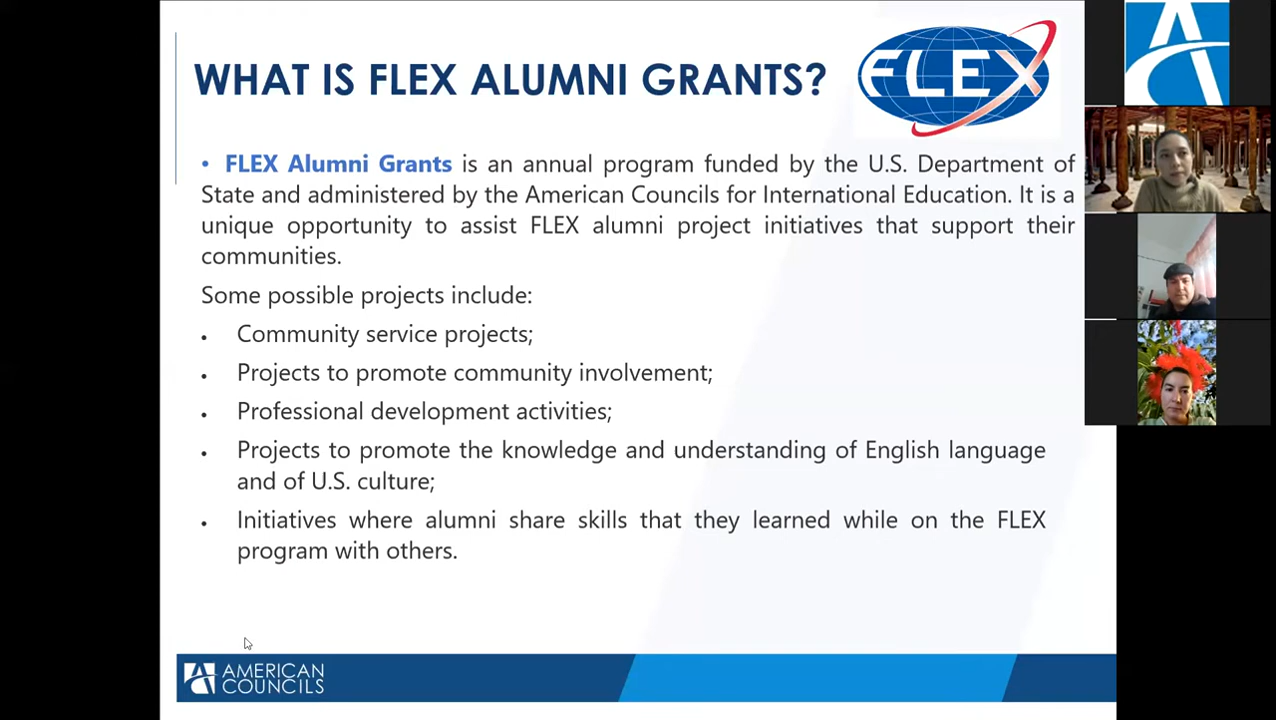 WHAT IS FLEX ALUMNI GRANTS?
FLEX
• FLEX Alumni Grants is an annual program funded by the U.S. Department of
State and administered by the American Councils for International Education. It is a
unique opportunity to assist FLEX alumni project initiatives that support their
communities.
Some possible projects include:
• Community service projects;
• Projects to promote community involvement;
• Professional development activities;
• Projects to promote the knowledge and understanding of English language
and of U.S. culture;
• Initiatives where alumni share skills that they learned while on the FLEX
program with others.
AMERICAN
COUNCILS